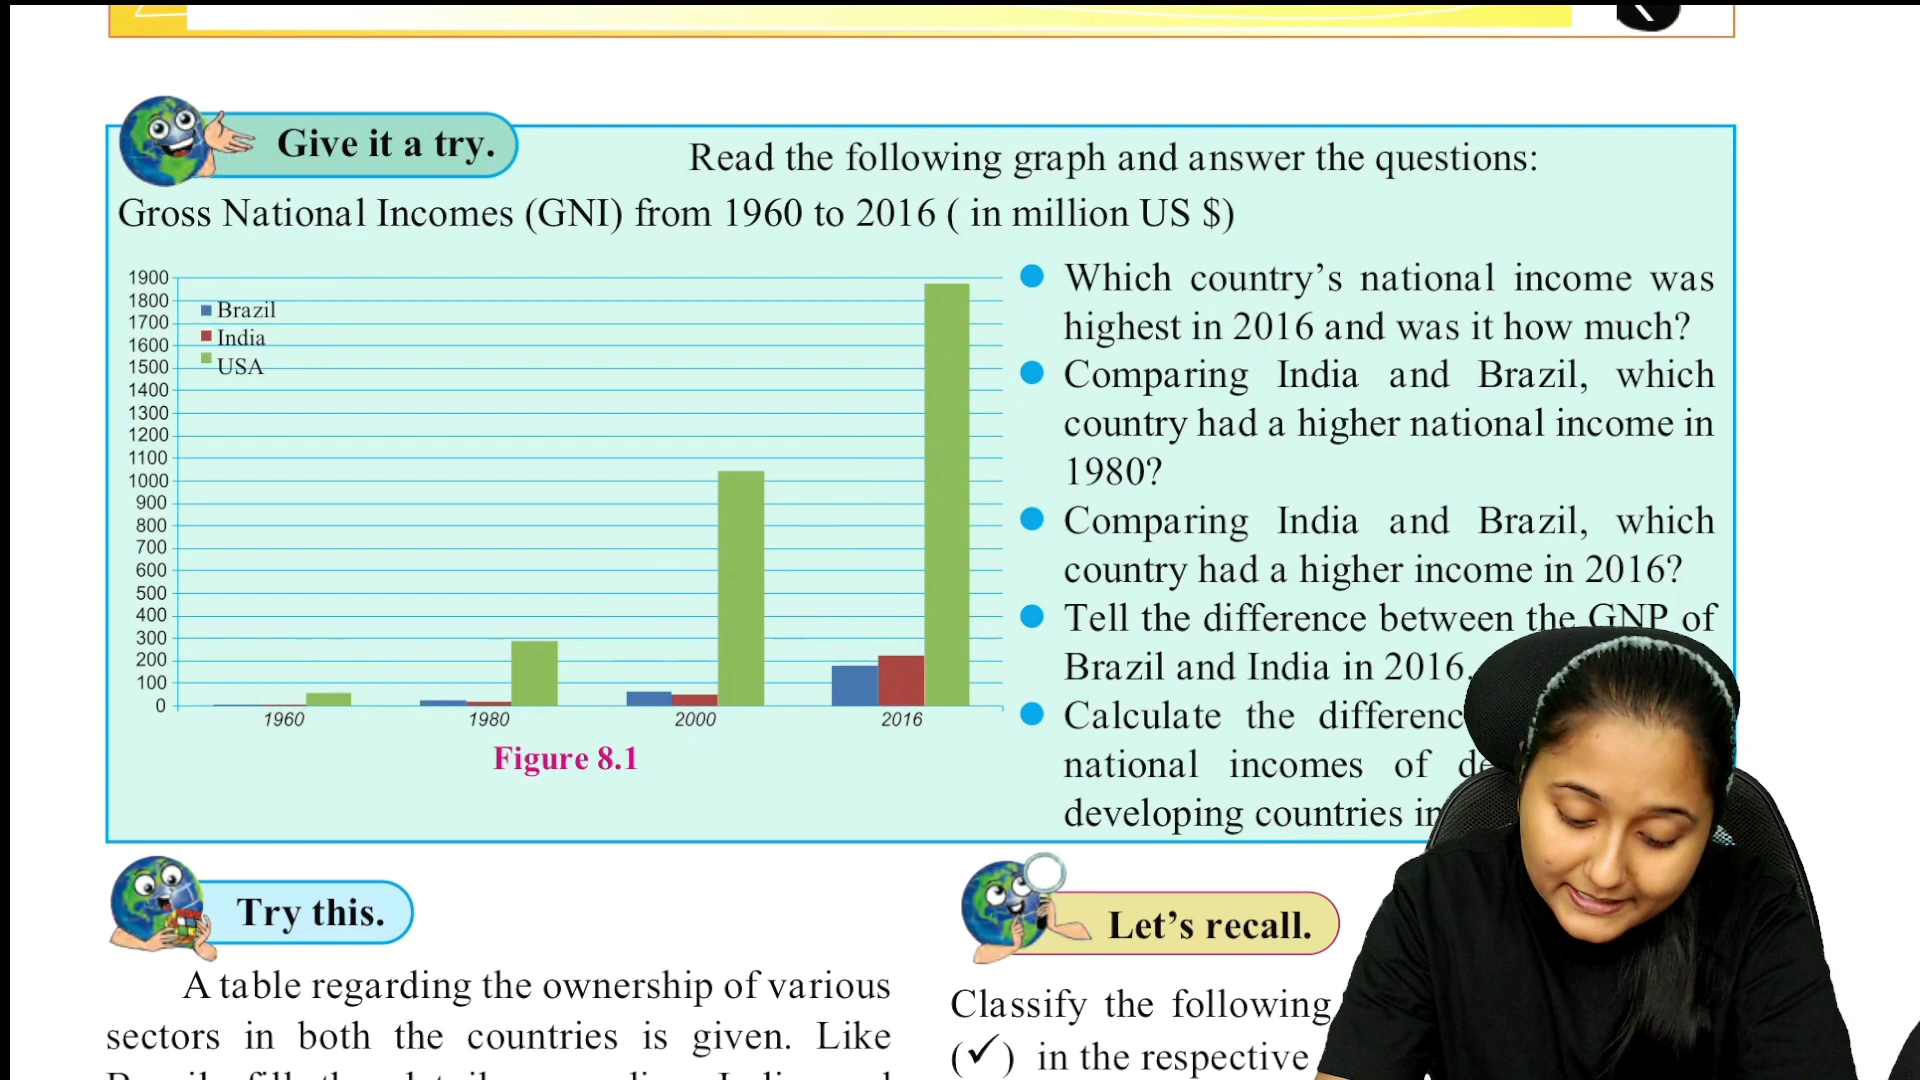 Give it a try.
Read the following graph and answer the questions:
Gross National Incomes (GNI) from 1960 to 2016 ( in million US $)
1900
1800
1700
1600
1500
1400
1300
1200
1100
1000
900
800
700
600
500
400
300
200
100
0
Brazil
India
USA
1960 1980 2000 2016
Figure 8.1
Which country’s national income was
highest in 2016 and was it how much?
Comparing India and Brazil, which
country had a higher national income in
1980?
Comparing India and Brazil, which
country had a higher income in 2016?
Tell the difference between the GNP of
Brazil and India in 2016.
Calculate the
national incomes of
developing countries in
Try this.
A table regarding the ownership of various
sectors in both the countries is given. Like
Let’s recall.
Classify the following
(✓) in the respective